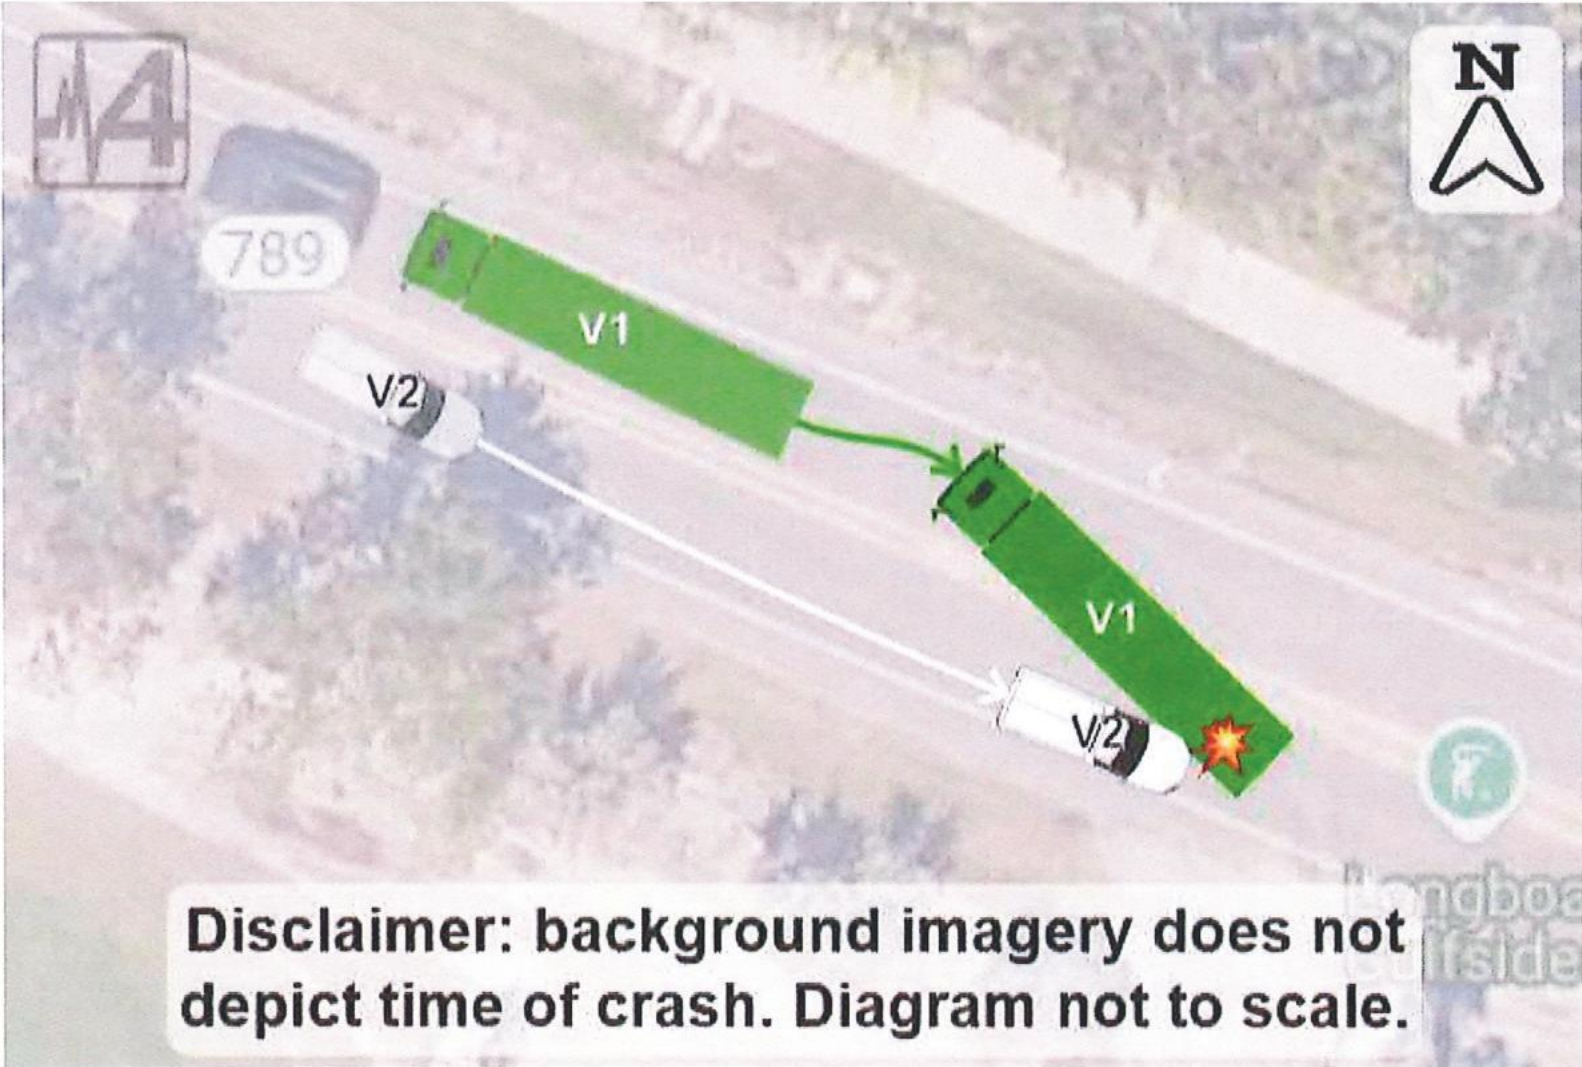 N
789
V1
V2
V1
V2
Disclaimer: background imagery does not
depict time of crash. Diagram not to scale.